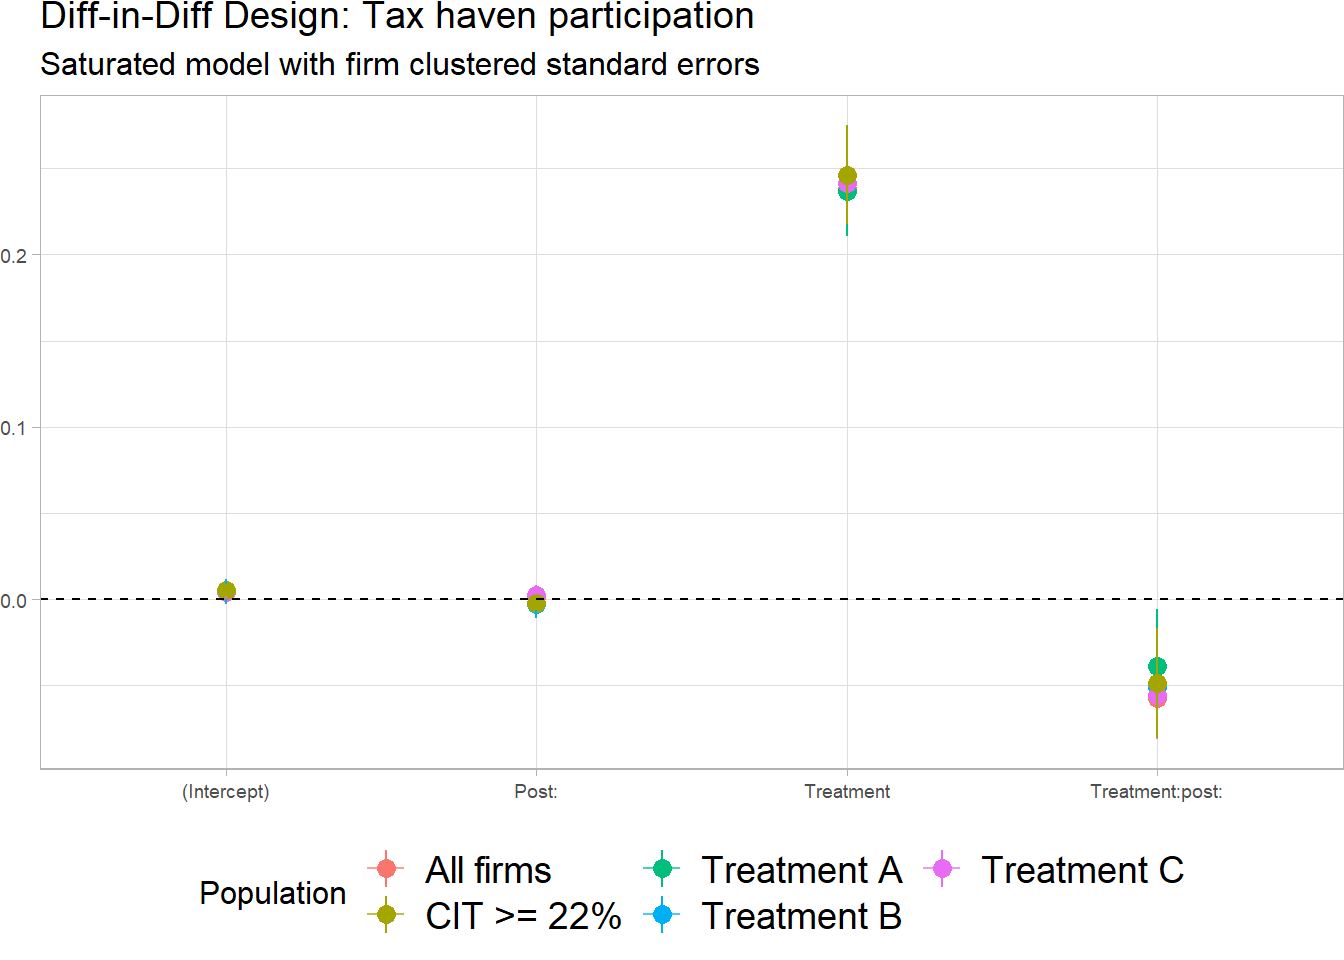 Diff-in-Diff Design: Tax haven participation
Saturated model with firm clustered standard errors
0.2
0.1
0.0
(Intercept) Post: Treatment Treatment:post:
Population
All firms Treatment A Treatment C
CIT >= 22% Treatment B